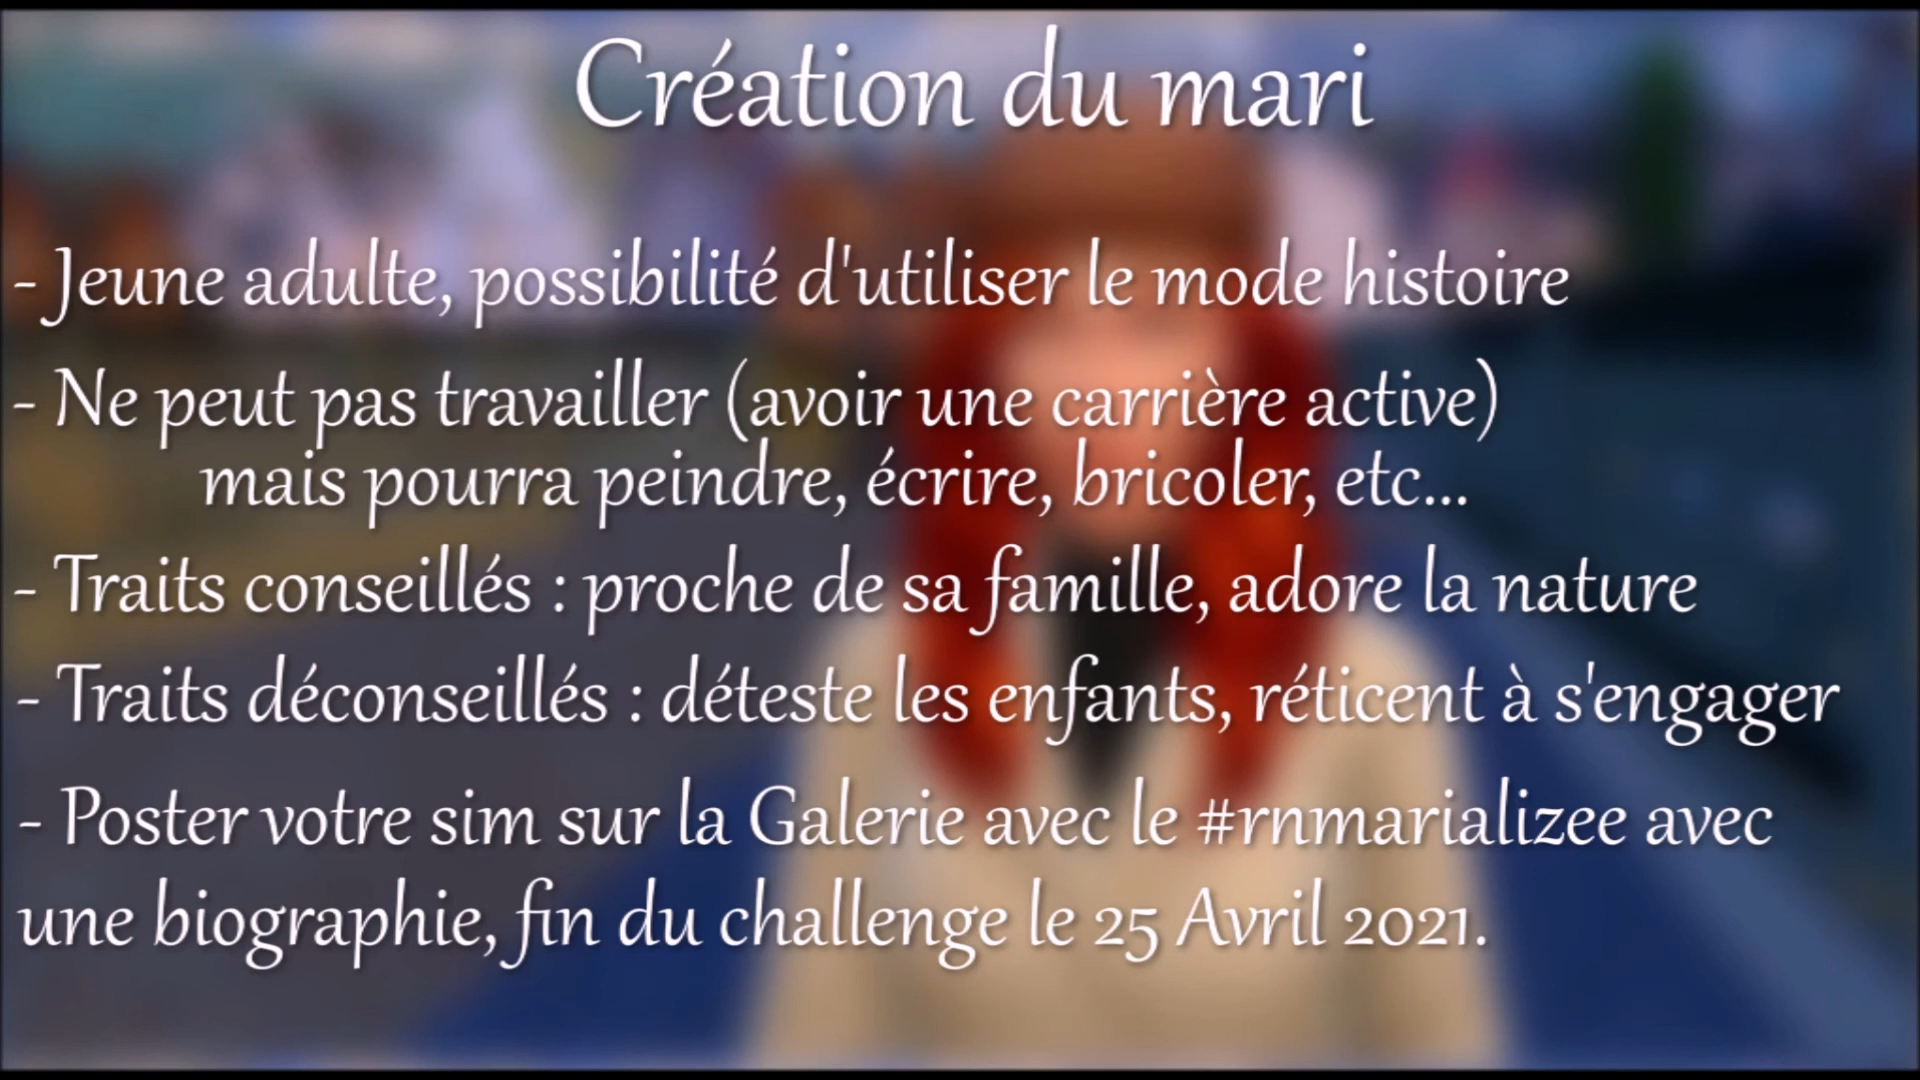 Création du mari
- Jeune adulte, possibilité d'utiliser le mode histoire
- Ne peut pas travailler (avoir une carrière active)
mais pourra peindre, écrire, bricoler, etc...
- Traits conseillés : proche de sa famille, adore la nature
- Traits déconseillés : déteste les enfants, réticent à s'engager
- Poster votre sim sur la Galerie avec le #rnmarializee avec
une biographie, fin du challenge le 25 Avril 2021.